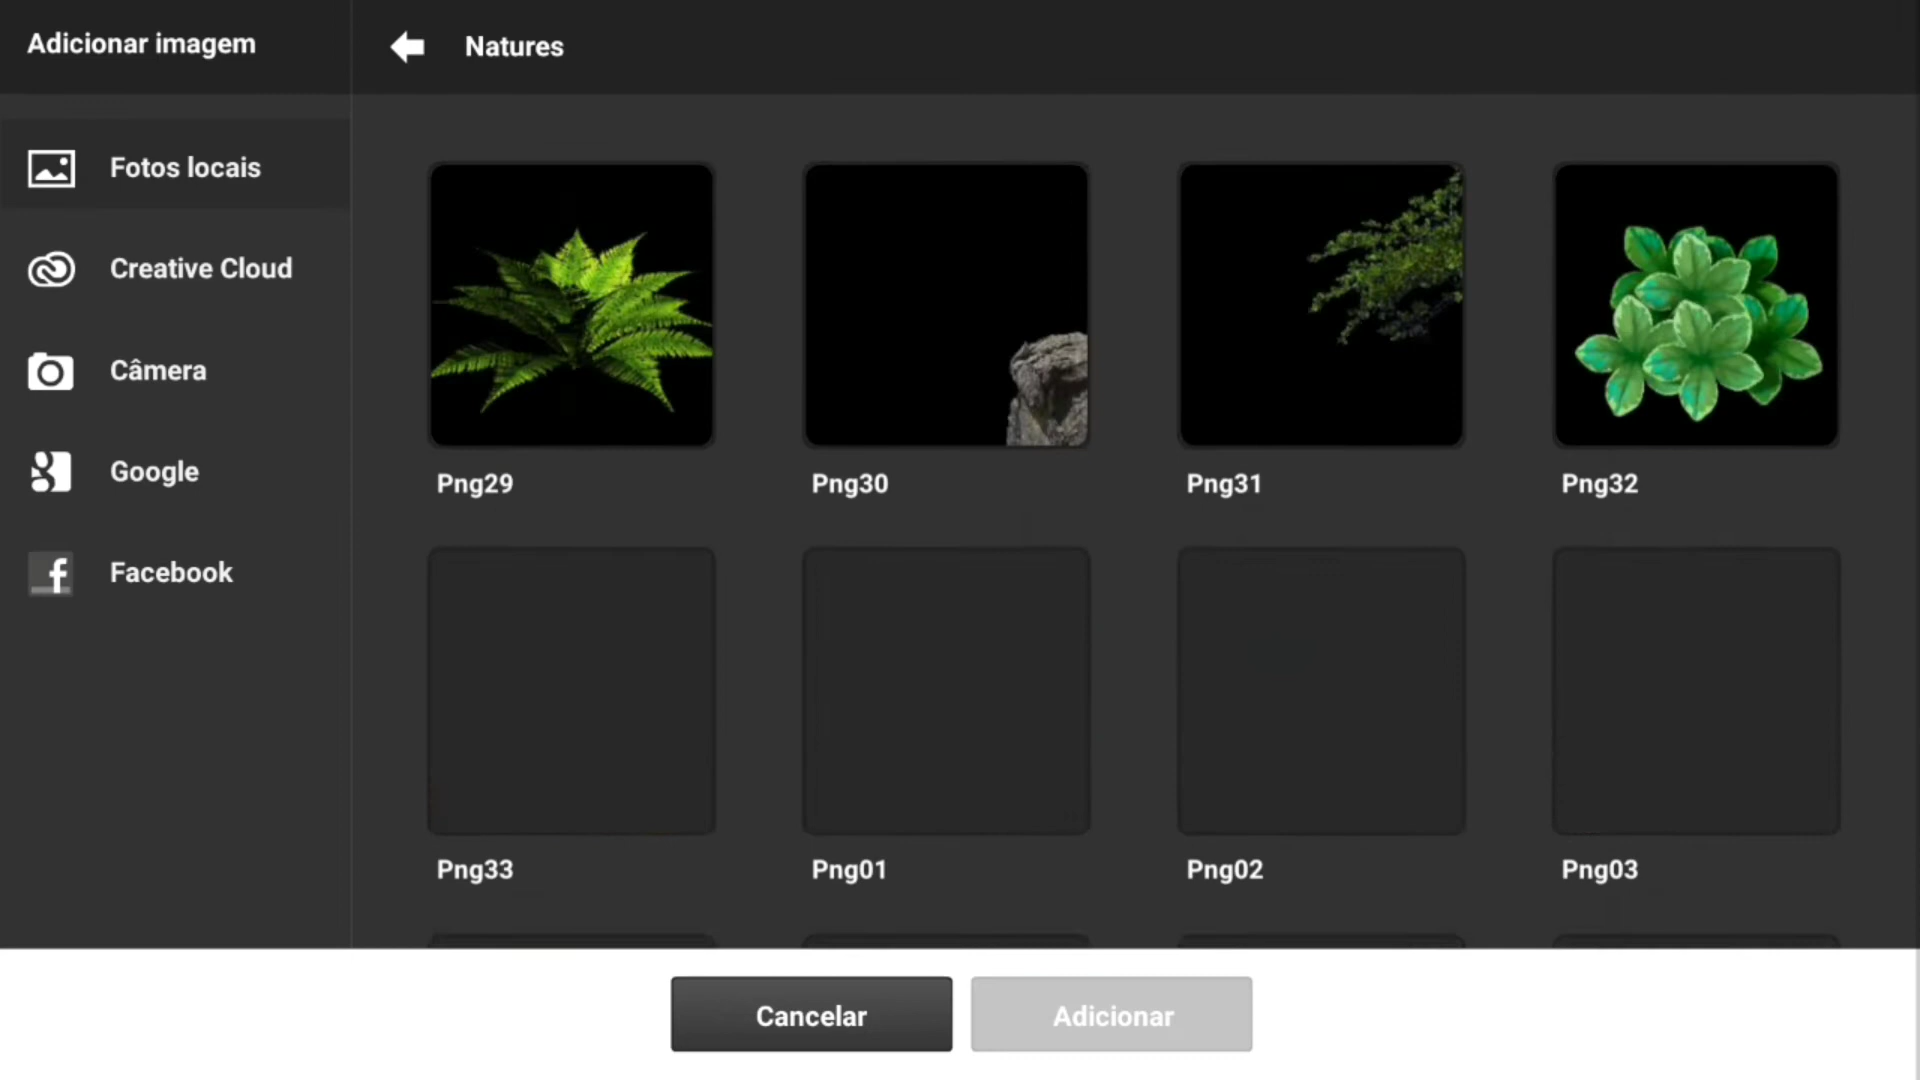 Adicionar imagem
Natures
Fotos locais
Creative Cloud
Câmera
Google
Facebook
Png29
Png30
Png31
Png32
Png33
Png01
Png02
Png03
Cancelar
Adicionar